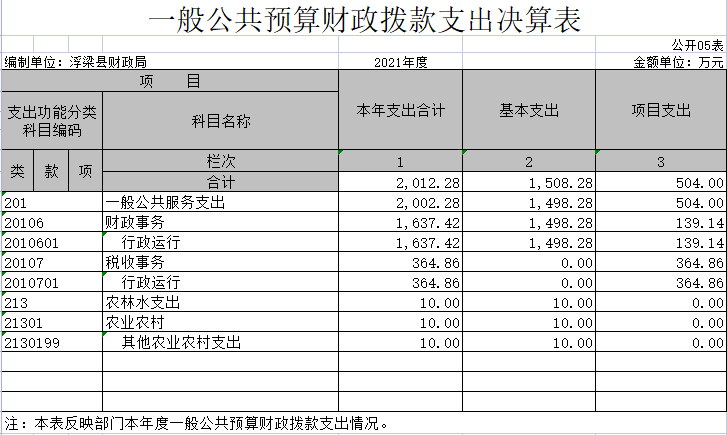 一般公共预算财政拨款支出决算表
公开05表
编制单位：浮梁县财政局 2021年度 金额单位：万元
项 目 本年支出合计 基本支出 项目支出
支出功能分类科目编码 科目名称
类 款 项 栏次 1 2 3
合计 2,012.28 1,508.28 504.00
201 一般公共服务支出 2,002.28 1,498.28 504.00
20106 财政事务 1,637.42 1,498.28 139.14
2010601 行政运行 1,637.42 1,498.28 139.14
20107 税收事务 364.86 0.00 364.86
2010701 行政运行 364.86 0.00 364.86
213 农林水支出 10.00 10.00 0.00
21301 农业农村 10.00 10.00 0.00
2130199 其他农业农村支出 10.00 10.00 0.00
注：本表反映部门本年度一般公共预算财政拨款支出情况。